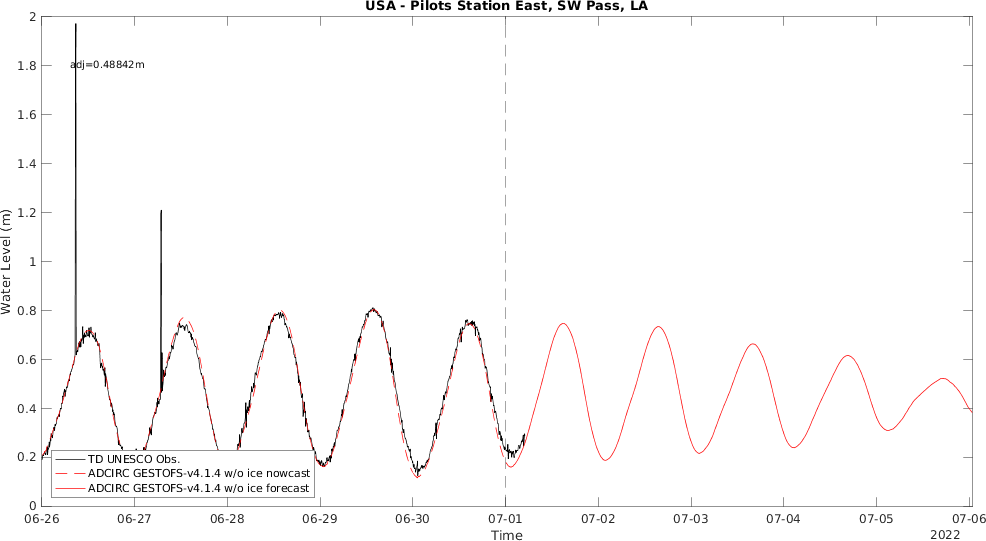 USA - Pilots Station East, SW Pass, LA
2
1.8
1.6
1.4
1.2
1
0.8
0.6
0.4
0.2
0
Water Level (m)
adj=0.48842m
TD UNESCO Obs.
ADCIRC GESTOFS-v4.1.4 w/o ice nowcast
ADCIRC GESTOFS-v4.1.4 w/o ice forecast
06-26 06-27 06-28 06-29 06-30 07-01 07-02 07-03 07-04 07-05 07-06
Time
2022